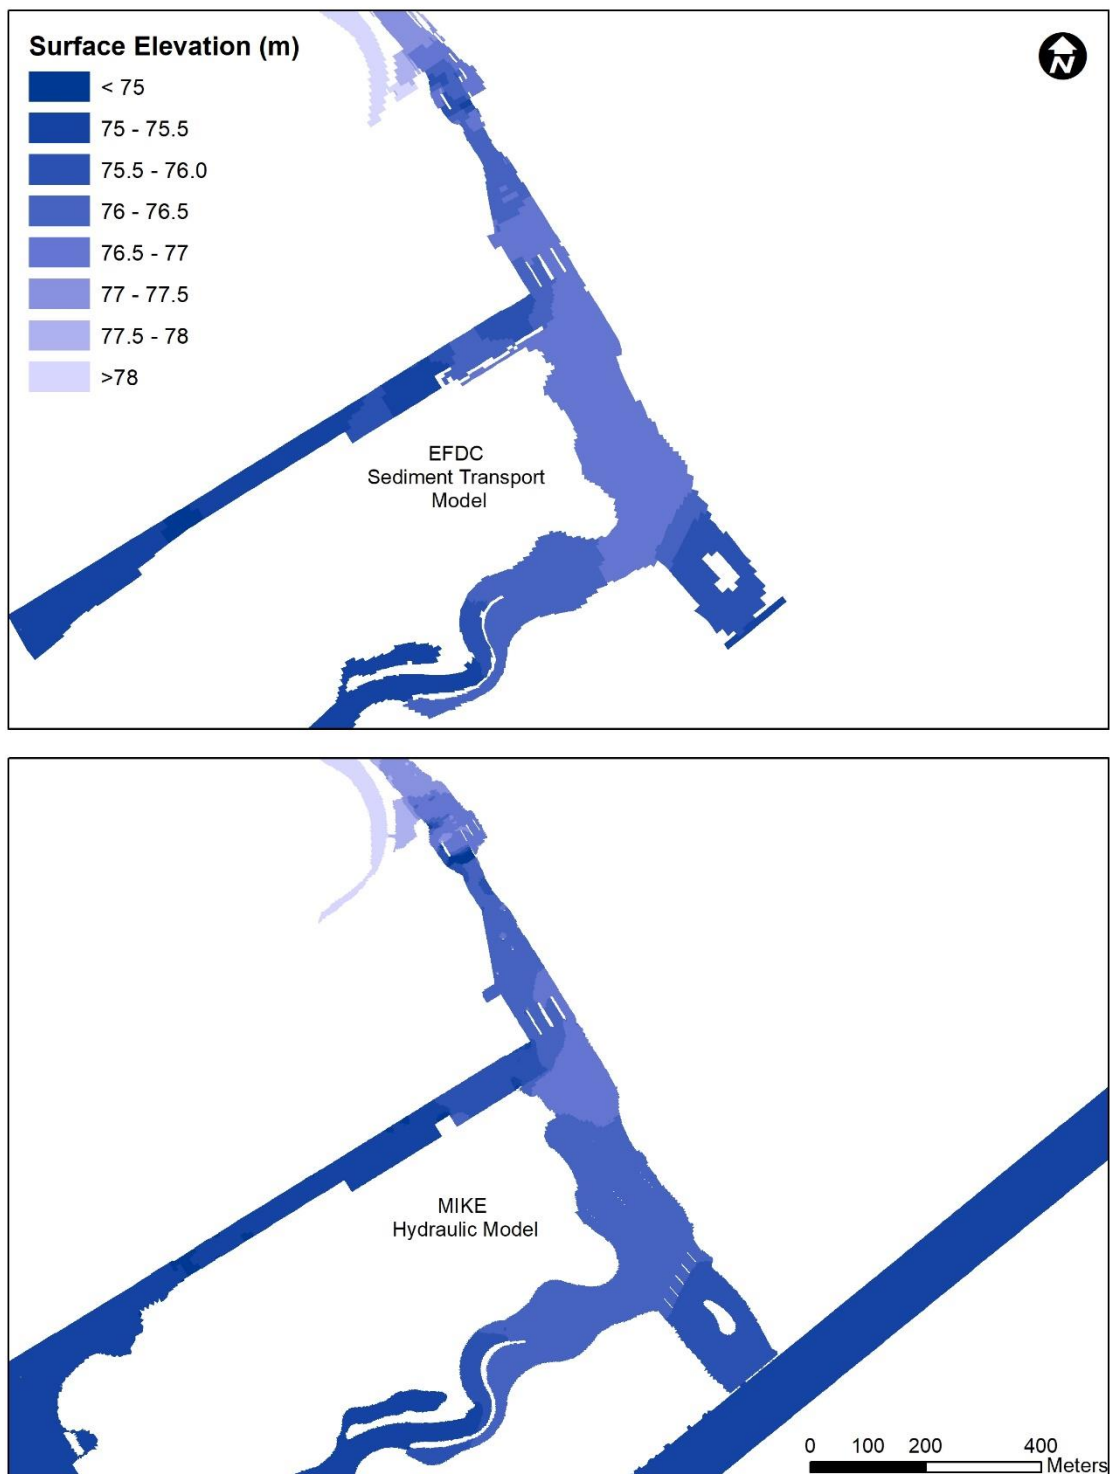 Surface Elevation (m)
< 75
75 - 75.5
75.5 - 76.0
76 - 76.5
76.5 - 77
77 - 77.5
77.5 - 78
>78
N
EFDC
Sediment Transport
Model
MIKE
Hydraulic Model
0 100 200 400
Meters